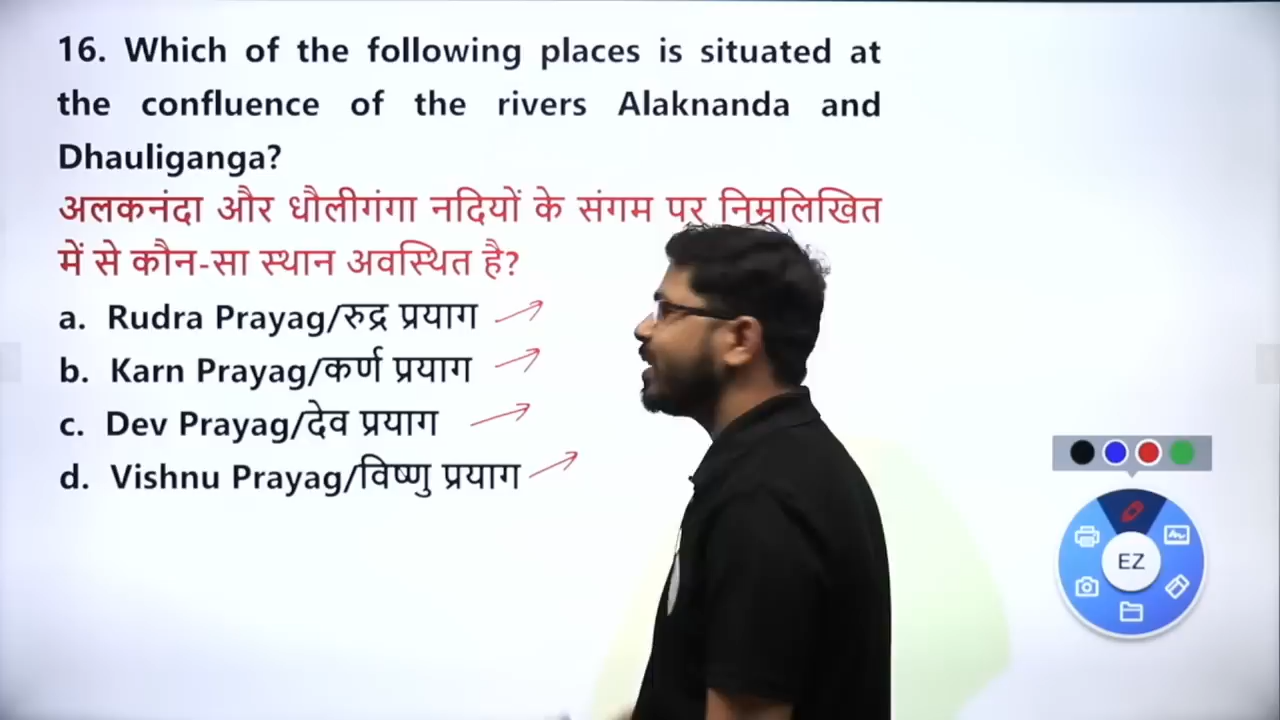 16. Which of the following places is situated at
the confluence of the rivers Alaknanda and
Dhauliganga?
अलकनंदा और धौलीगंगा नदियों के संगम पर निम्नलिखित
में से कौन-सा स्थान अवस्थित है?
a. Rudra Prayag/रुद्र प्रयाग
b. Karn Prayag/कर्ण प्रयाग
c. Dev Prayag/देव प्रयाग
d. Vishnu Prayag/विष्णु प्रयाग
EZ